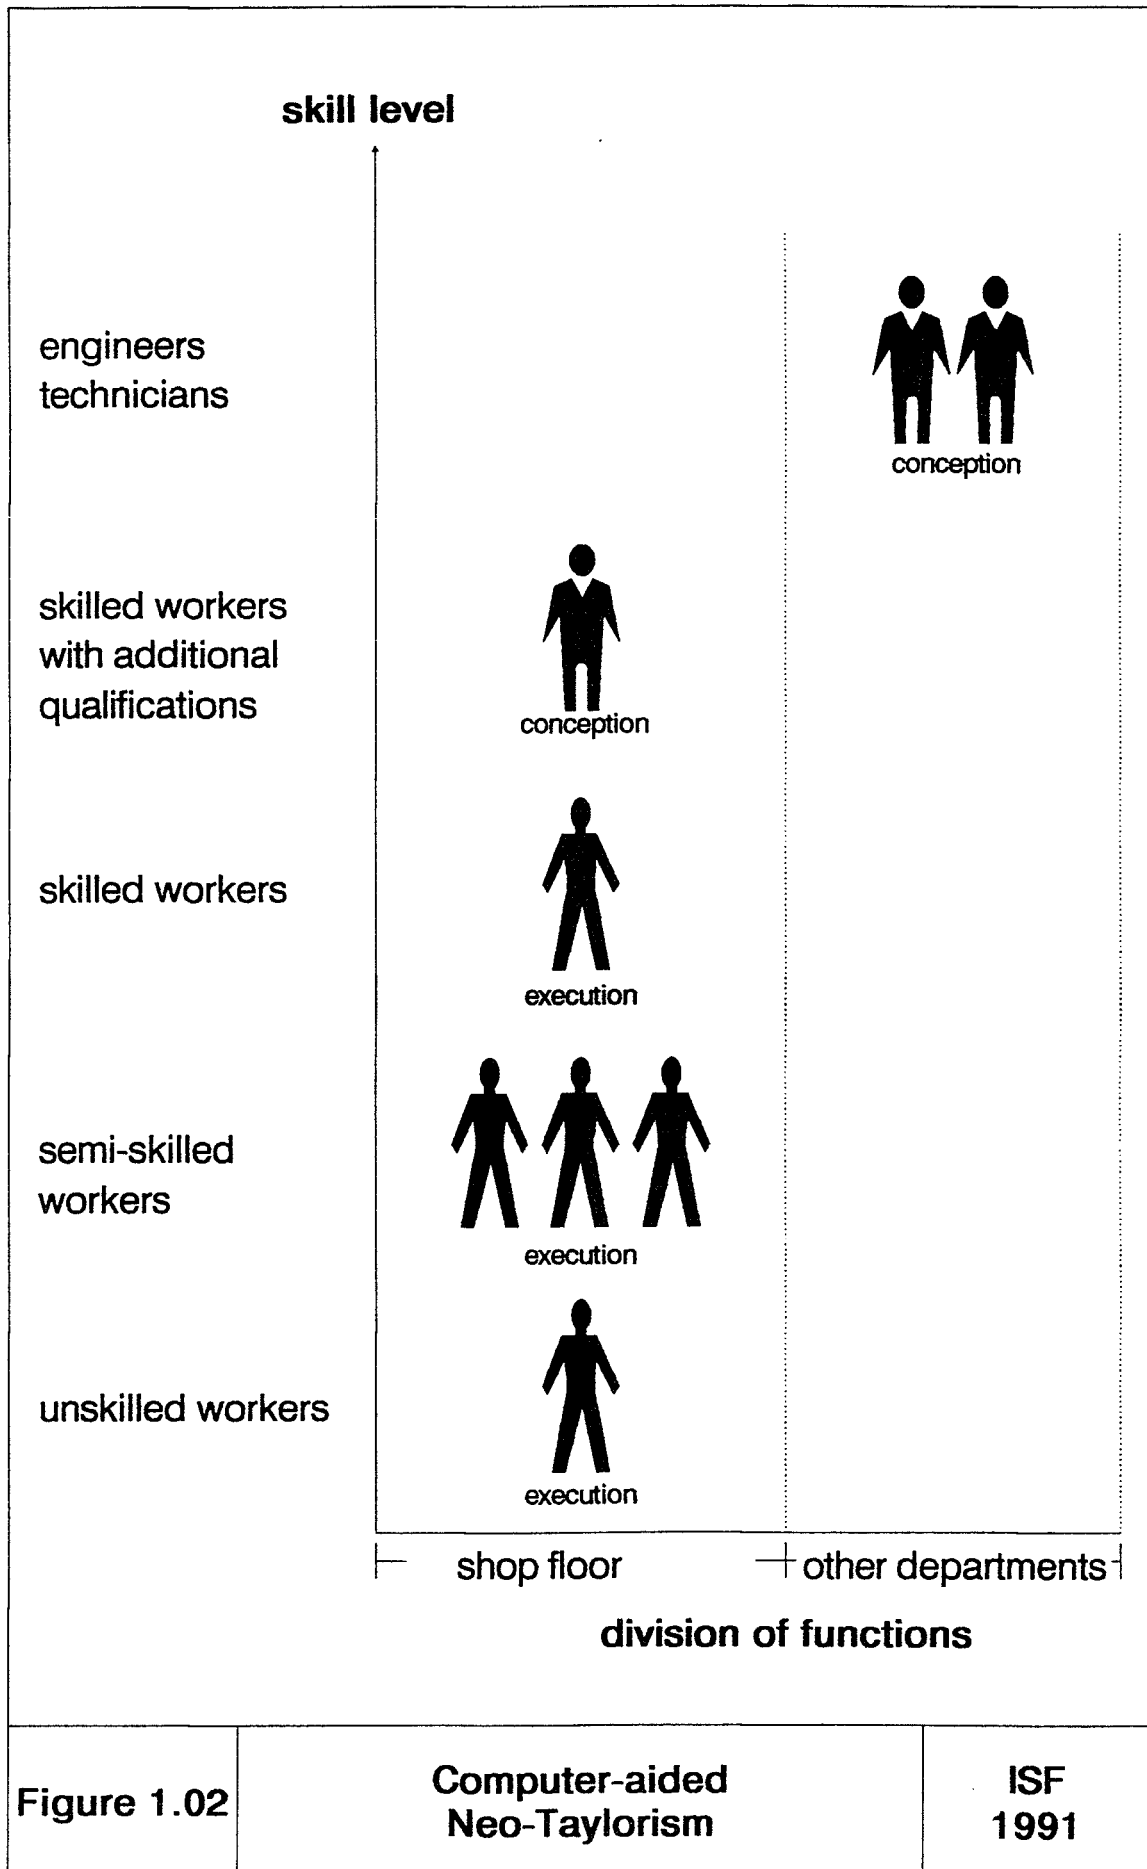 skill level
engineers
technicians
conception
skilled workers
with additional
qualifications
conception
skilled workers
execution
semi-skilled
workers
execution
unskilled workers
execution
shop floor
other departments
division of functions
Figure 1.02
Computer-aided
Neo-Taylorism
ISF
1991